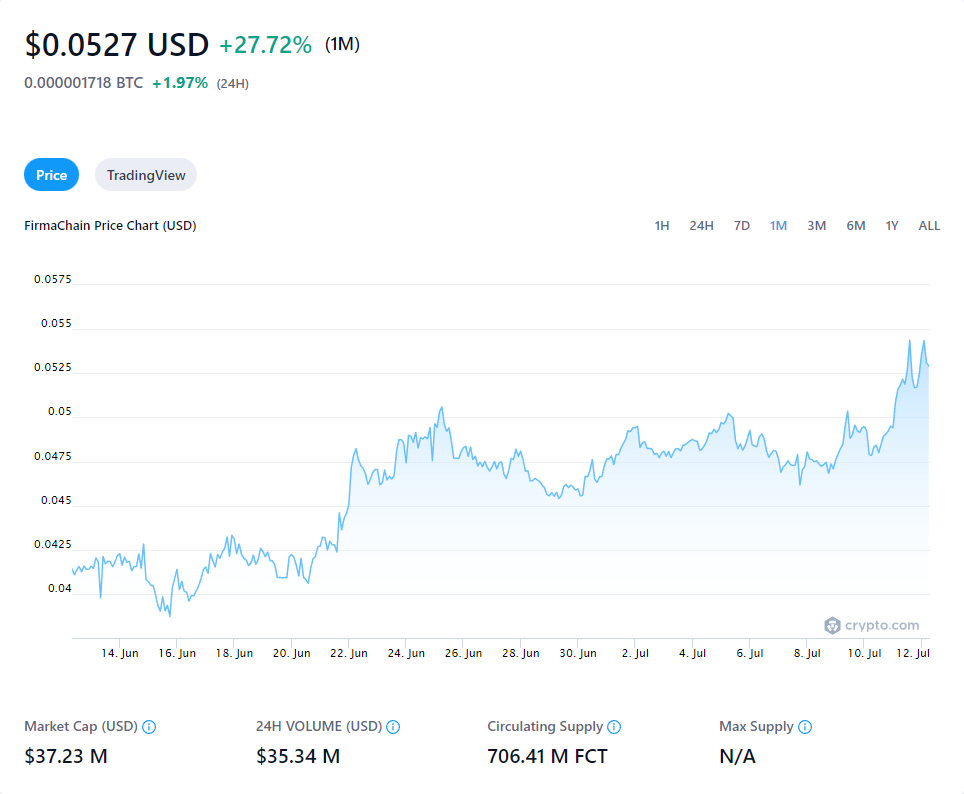 $0.0527 USD +27.72% (1M)
0.000001718 BTC +1.97% (24H)
Price TradingView
FirmaChain Price Chart (USD) 1H 24H 7D 1M 3M 6M 1Y ALL
0.0575
0.055
0.0525
0.05
0.0475
0.045
0.0425
0.04
crypto.com
14. Jun 16. Jun 18. Jun 20. Jun 22. Jun 24. Jun 26. Jun 28. Jun 30. Jun 2. Jul 4. Jul 6. Jul 8. Jul 10. Jul 12. Jul
Market Cap (USD) 24H VOLUME (USD) Circulating Supply Max Supply
$37.23 M $35.34 M 706.41 M FCT N/A